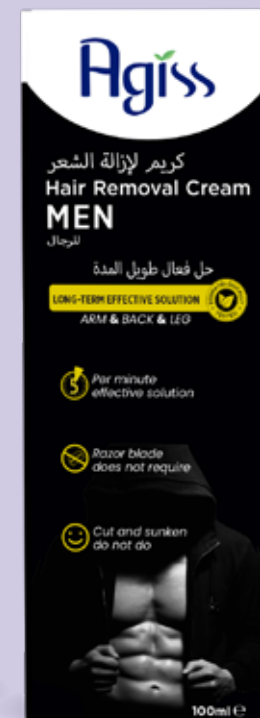 Agiss
كريم لإزالة الشعر
Hair Removal Cream
MEN
للرجال
حل فعال طويل المدة
LONG-TERM EFFECTIVE SOLUTION
ARM & BACK & LEG
5
Per minute
effective solution
Razor blade
does not require
Cut and sunken
do not do
100ml ℮